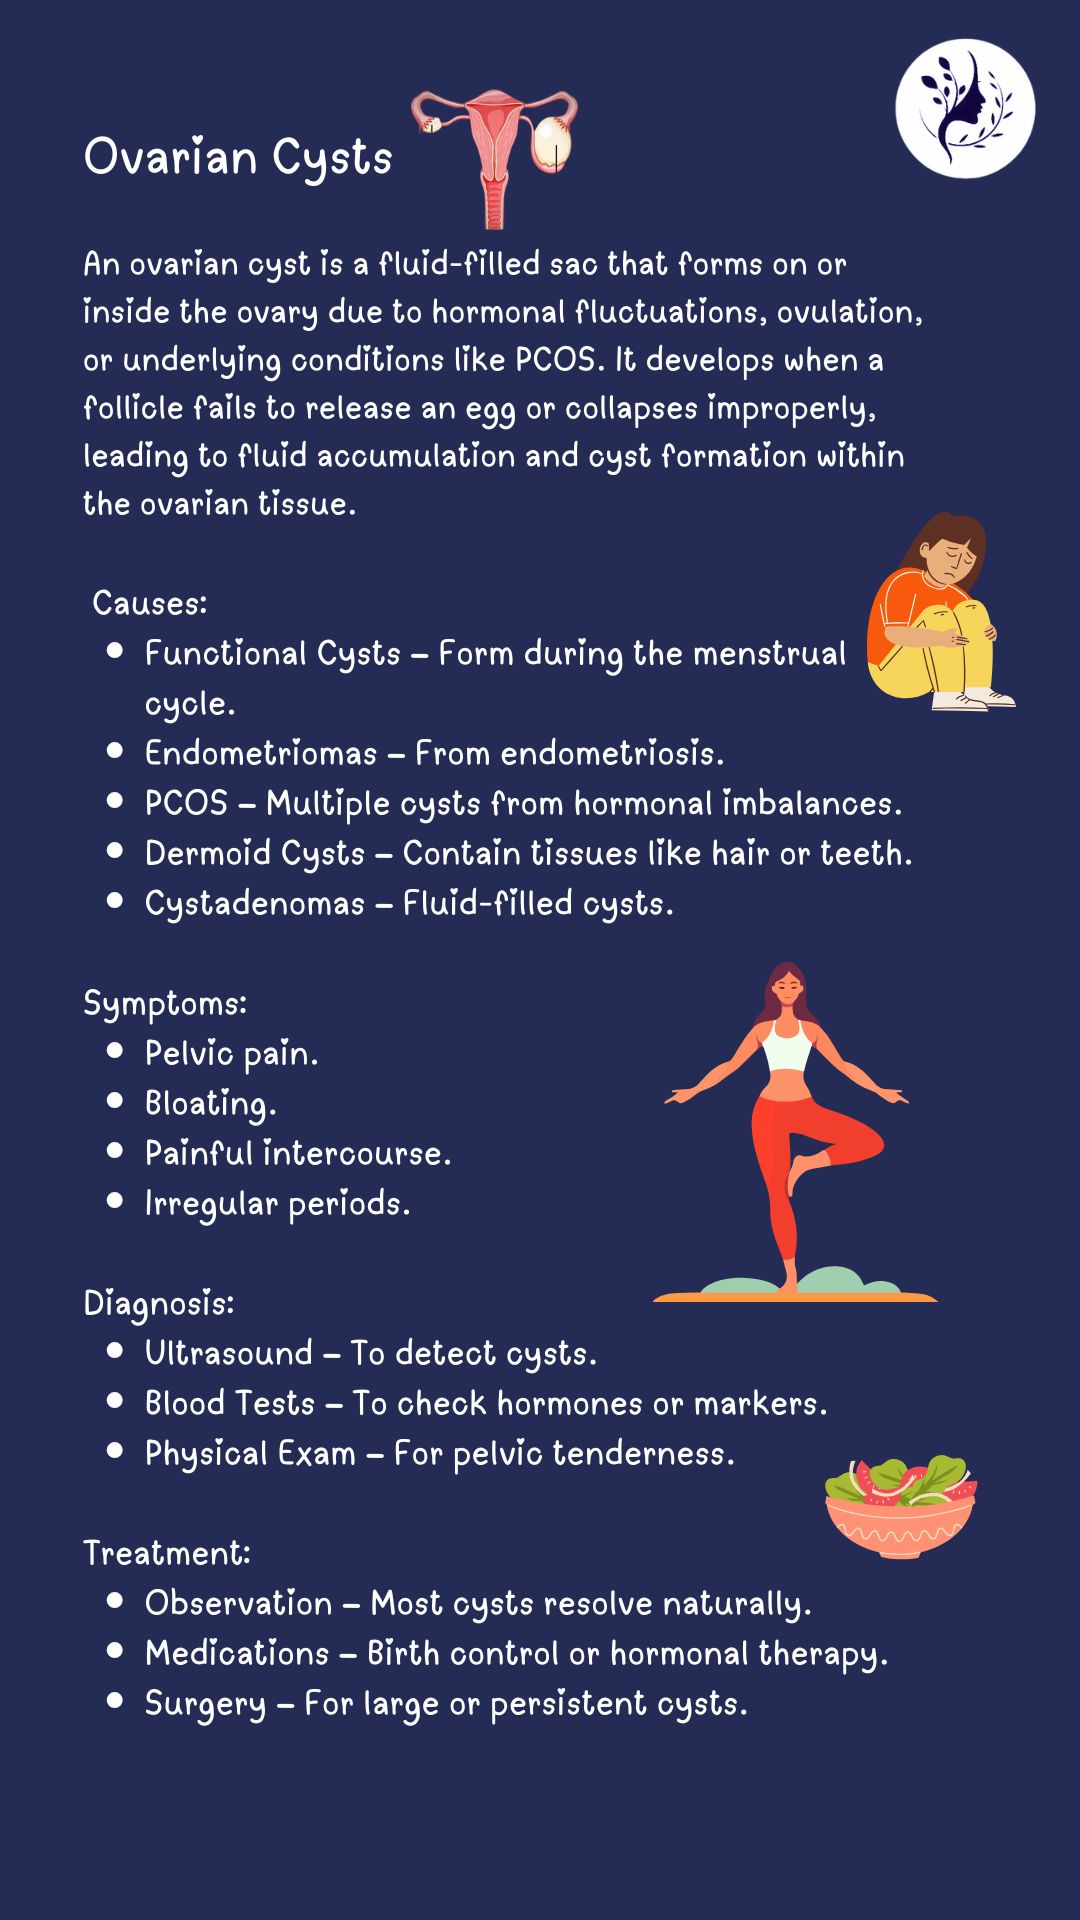 Ovarian Cysts
An ovarian cyst is a fluid-filled sac that forms on or
inside the ovary due to hormonal fluctuations, ovulation,
or underlying conditions like PCOS. It develops when a
follicle fails to release an egg or collapses improperly,
leading to fluid accumulation and cyst formation within
the ovarian tissue.
Causes:
• Functional Cysts – Form during the menstrual
cycle.
• Endometriomas – From endometriosis.
• PCOS – Multiple cysts from hormonal imbalances.
• Dermoid Cysts – Contain tissues like hair or teeth.
• Cystadenomas – Fluid-filled cysts.
Symptoms:
• Pelvic pain.
• Bloating.
• Painful intercourse.
• Irregular periods.
Diagnosis:
• Ultrasound – To detect cysts.
• Blood Tests – To check hormones or markers.
• Physical Exam – For pelvic tenderness.
Treatment:
• Observation – Most cysts resolve naturally.
• Medications – Birth control or hormonal therapy.
• Surgery – For large or persistent cysts.